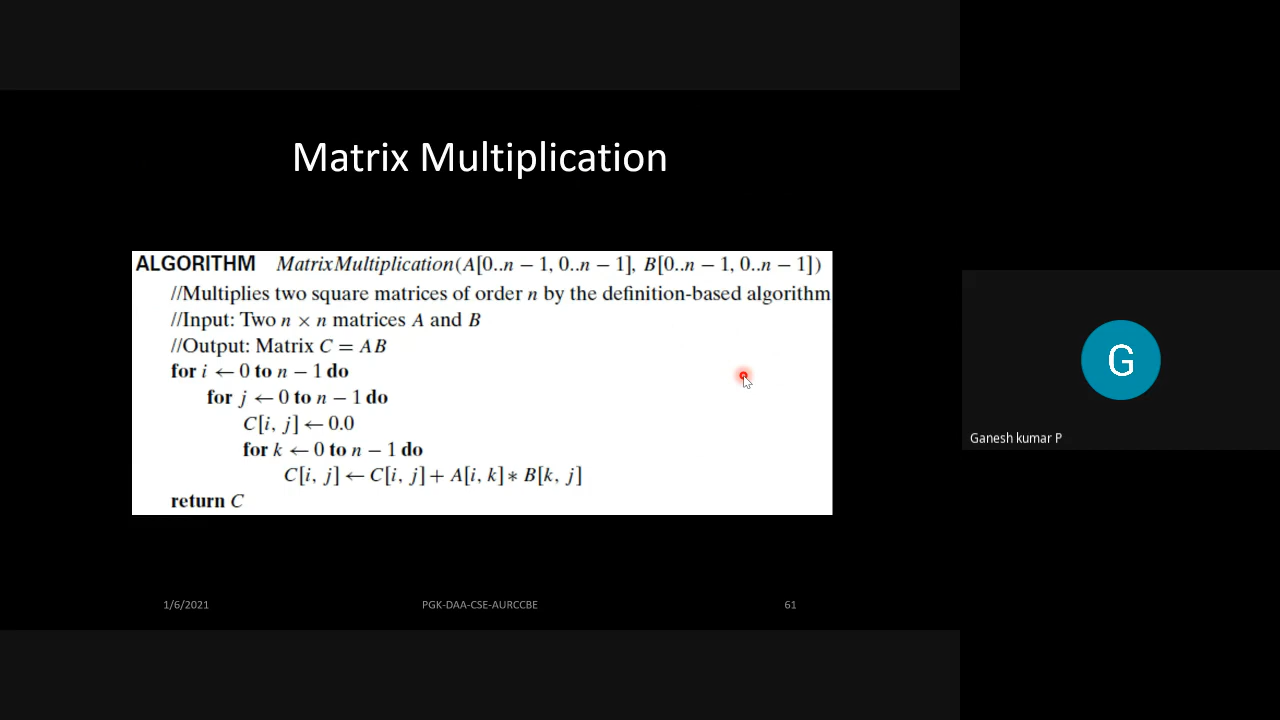 Matrix Multiplication
ALGORITHM MatrixMultiplication(A[0..n − 1, 0..n − 1], B[0..n − 1, 0..n − 1])
//Multiplies two square matrices of order n by the definition-based algorithm
//Input: Two n × n matrices A and B
//Output: Matrix C = AB
for i ← 0 to n − 1 do
for j ← 0 to n − 1 do
C[i, j] ← 0.0
for k ← 0 to n − 1 do
C[i, j] ← C[i, j] + A[i, k] ∗ B[k, j]
return C
1/6/2021 PGK-DAA-CSE-AURCCBE 61
G
Ganesh kumar P